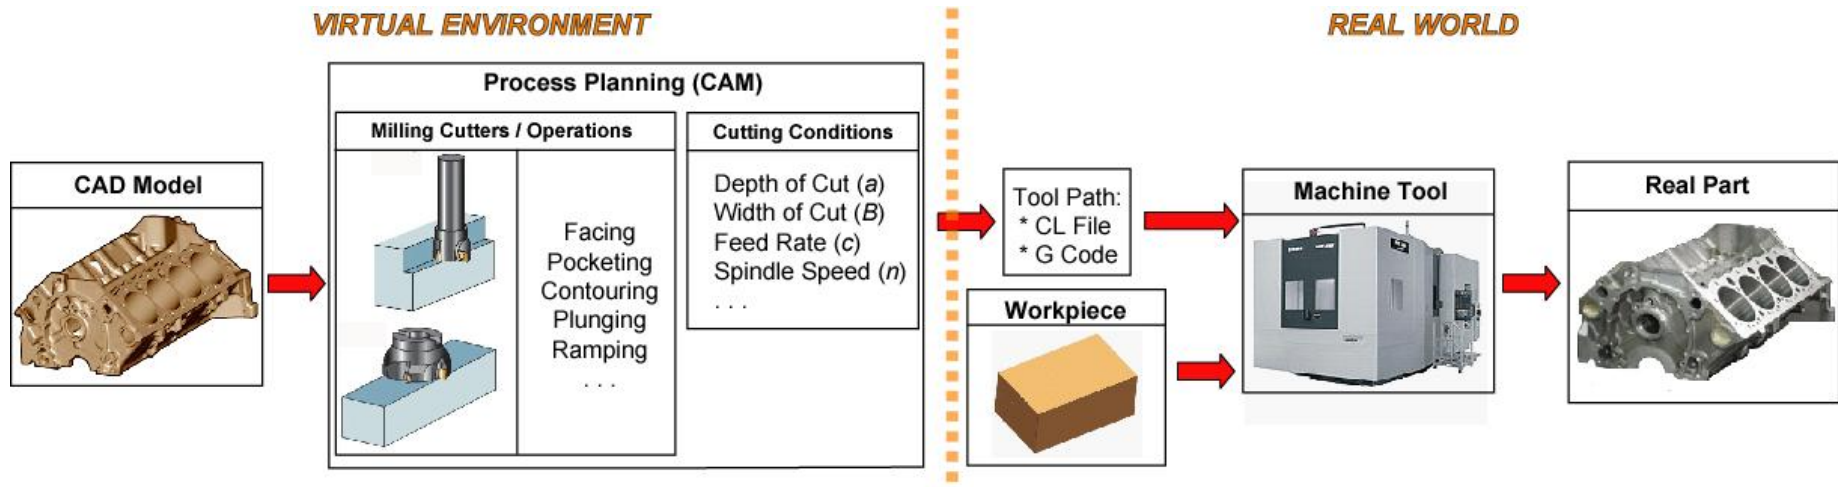 VIRTUAL ENVIRONMENT
REAL WORLD
Process Planning (CAM)
Milling Cutters / Operations
Cutting Conditions
CAD Model
Facing
Pocketing
Contouring
Plunging
Ramping
. . .
Depth of Cut (a)
Width of Cut (B)
Feed Rate (c)
Spindle Speed (n)
. . .
Tool Path:
* CL File
* G Code
Workpiece
Machine Tool
Real Part